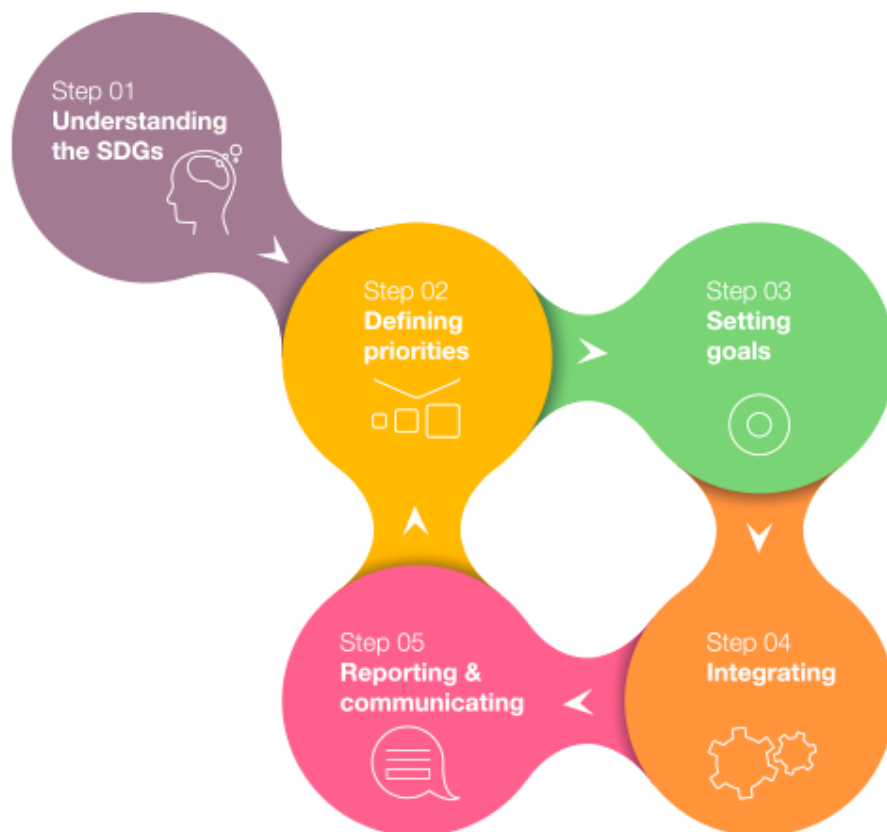 Step 01
Understanding
the SDGs
Step 02
Defining
priorities
Step 03
Setting
goals
Step 04
Integrating
Step 05
Reporting &
communicating